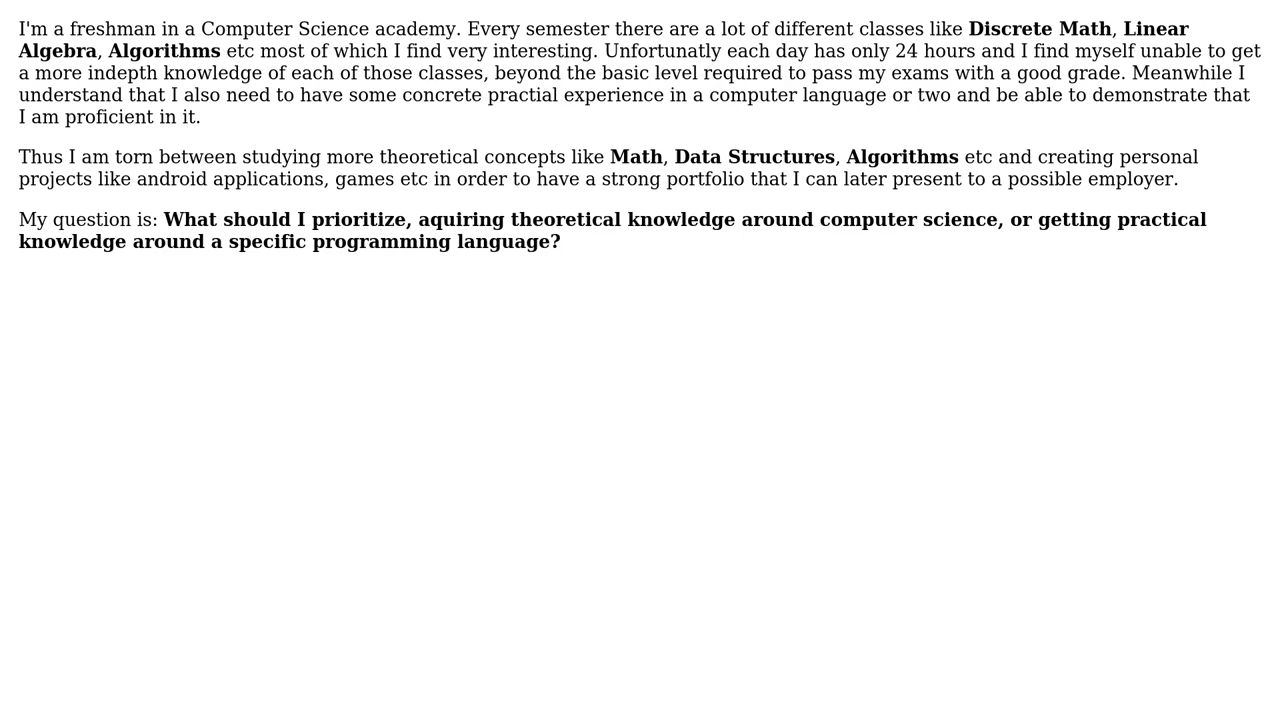 I'm a freshman in a Computer Science academy. Every semester there are a lot of different classes like Discrete Math, Linear
Algebra, Algorithms etc most of which I find very interesting. Unfortunatly each day has only 24 hours and I find myself unable to get
a more indepth knowledge of each of those classes, beyond the basic level required to pass my exams with a good grade. Meanwhile I
understand that I also need to have some concrete practial experience in a computer language or two and be able to demonstrate that
I am proficient in it.
Thus I am torn between studying more theoretical concepts like Math, Data Structures, Algorithms etc and creating personal
projects like android applications, games etc in order to have a strong portfolio that I can later present to a possible employer.
My question is: What should I prioritize, aquiring theoretical knowledge around computer science, or getting practical
knowledge around a specific programming language?